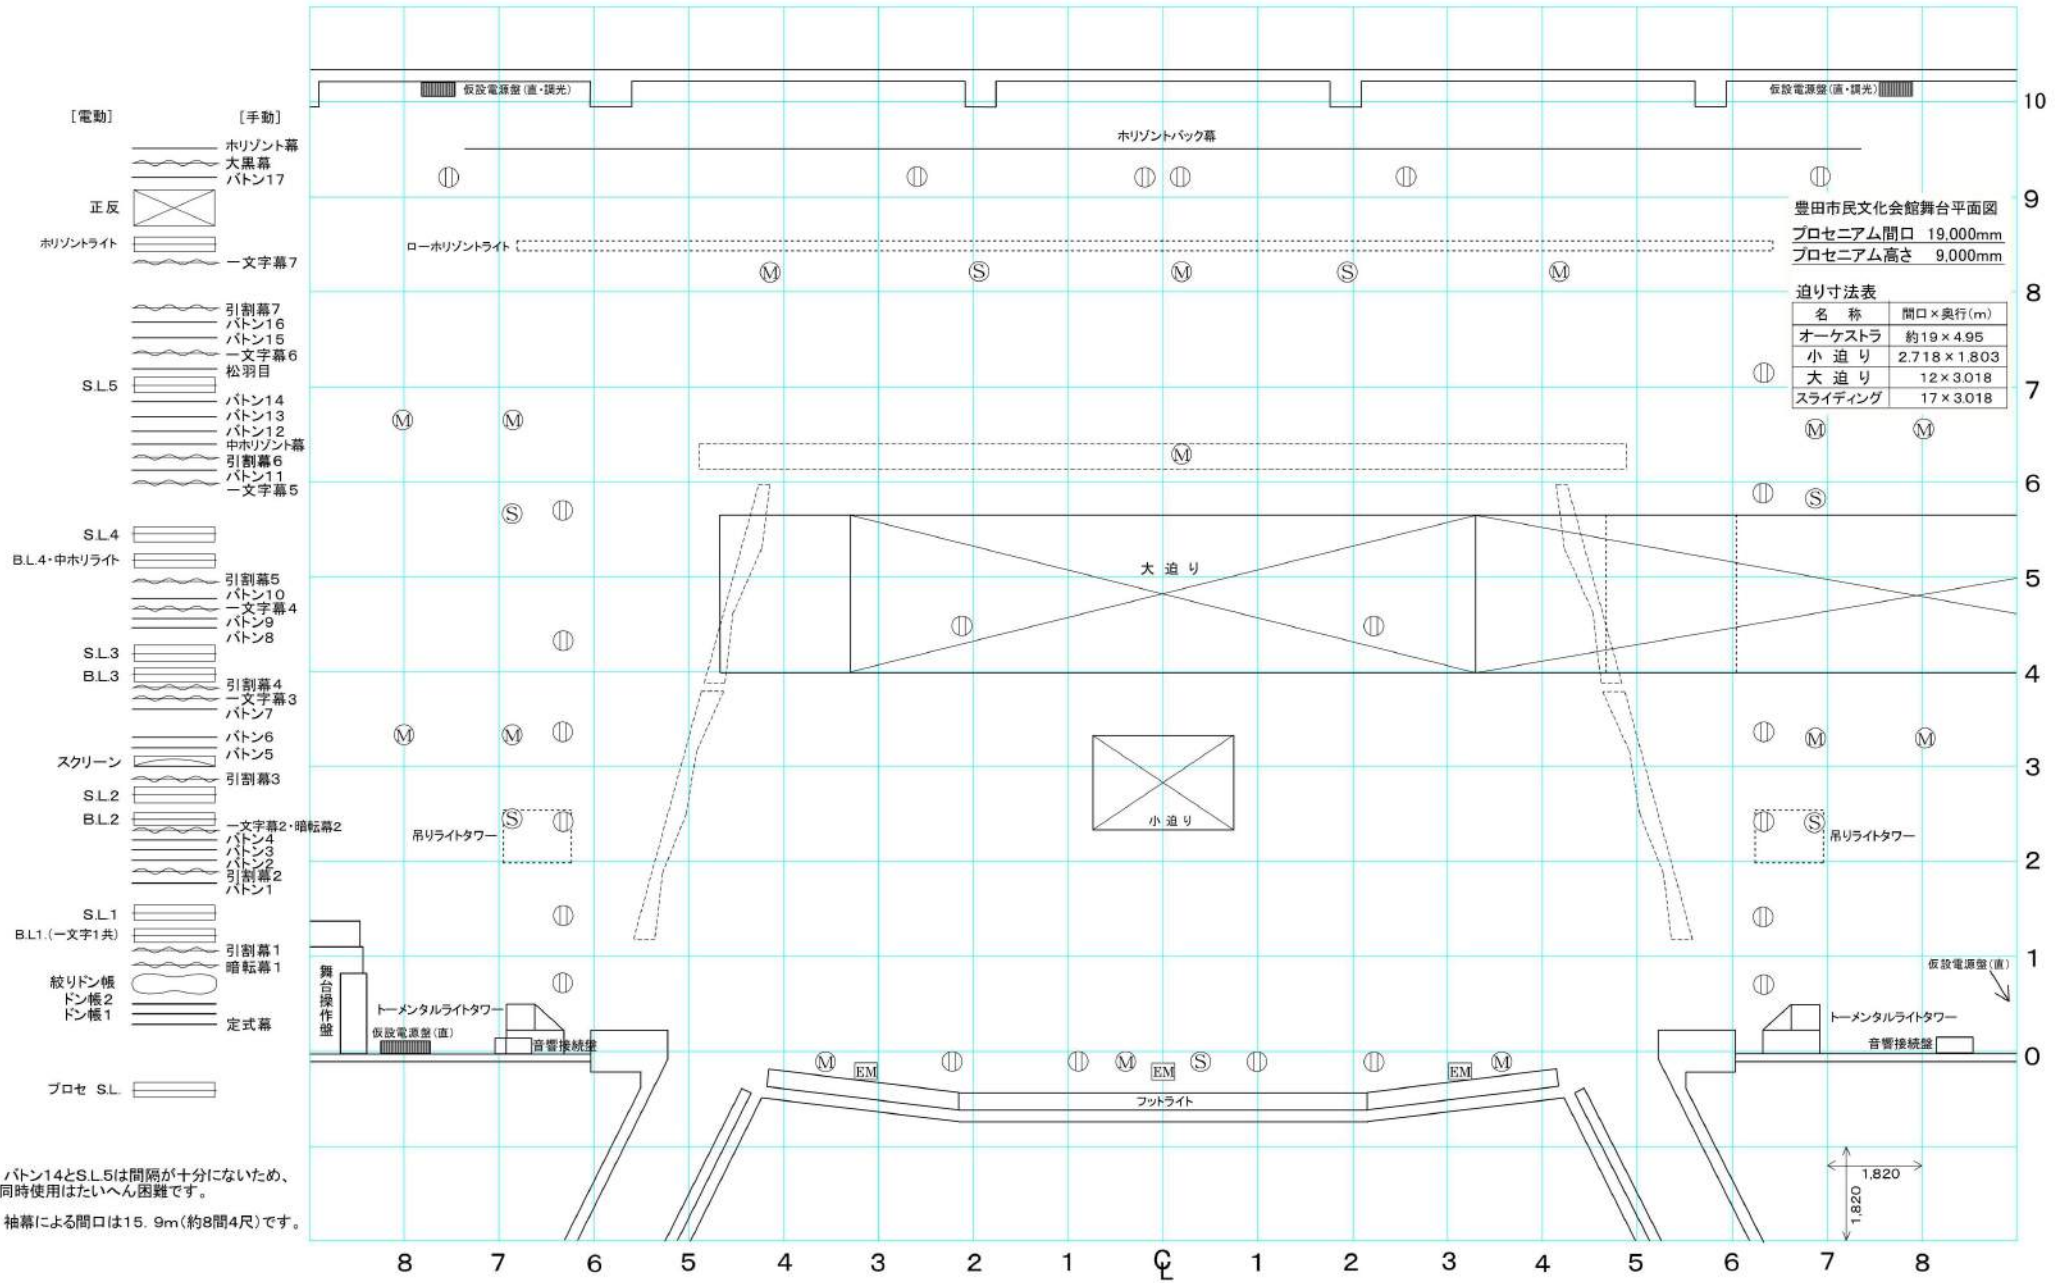 仮設電源盤(直・調光)
仮設電源盤(直・調光)
10
[電動]
[手動]
ホリゾントバック幕
ホリゾント幕
大黒幕
バトン17
正反
9
豊田市民文化会館舞台平面図
プロセニアム間口 19,000mm
プロセニアム高さ 9,000mm
ホリゾントライト
ローホリゾントライト
一文字幕7
M
S
M
S
M
迫り寸法表
名 称 間口×奥行(m)
オーケストラ 約19×4.95
小 迫 り 2.718×1.803
大 迫 り 12×3.018
スライディング 17×3.018
8
引割幕7
バトン16
バトン15
一文字幕6
松羽目
S.L.5
7
バトン14
バトン13
バトン12
中ホリゾント幕
引割幕6
バトン11
一文字幕5
M
M
M
M
M
6
S
S
S.L.4
B.L.4・中ホリライト
大 迫 り
引割幕5
バトン10
一文字幕4
バトン9
バトン8
5
S.L.3
B.L.3
4
引割幕4
一文字幕3
バトン7
バトン6
バトン5
M
M
M
M
スクリーン
引割幕3
3
S.L.2
B.L.2
一文字幕2・暗転幕2
バトン4
バトン3
バトン2
引割幕2
バトン1
S
吊りライトタワー
小 迫 り
S
吊りライトタワー
2
S.L.1
B.L1.(一文字1共)
引割幕1
暗転幕1
1
絞りドン帳
ドン帳2
ドン帳1
定式幕
舞台操作盤
トーメンタルライトタワー
仮設電源盤(直)
音響接続盤
仮設電源盤(直)
トーメンタルライトタワー
音響接続盤
0
M
EM
M
EM
S
EM
M
プロセ S.L.
フットライト
バトン14とS.L.5は間隔が十分にないため、
同時使用はたいへん困難です。
袖幕による間口は15.9m(約8間4尺)です。
1,820
1,820
8 7 6 5 4 3 2 1 CL 1 2 3 4 5 6 7 8